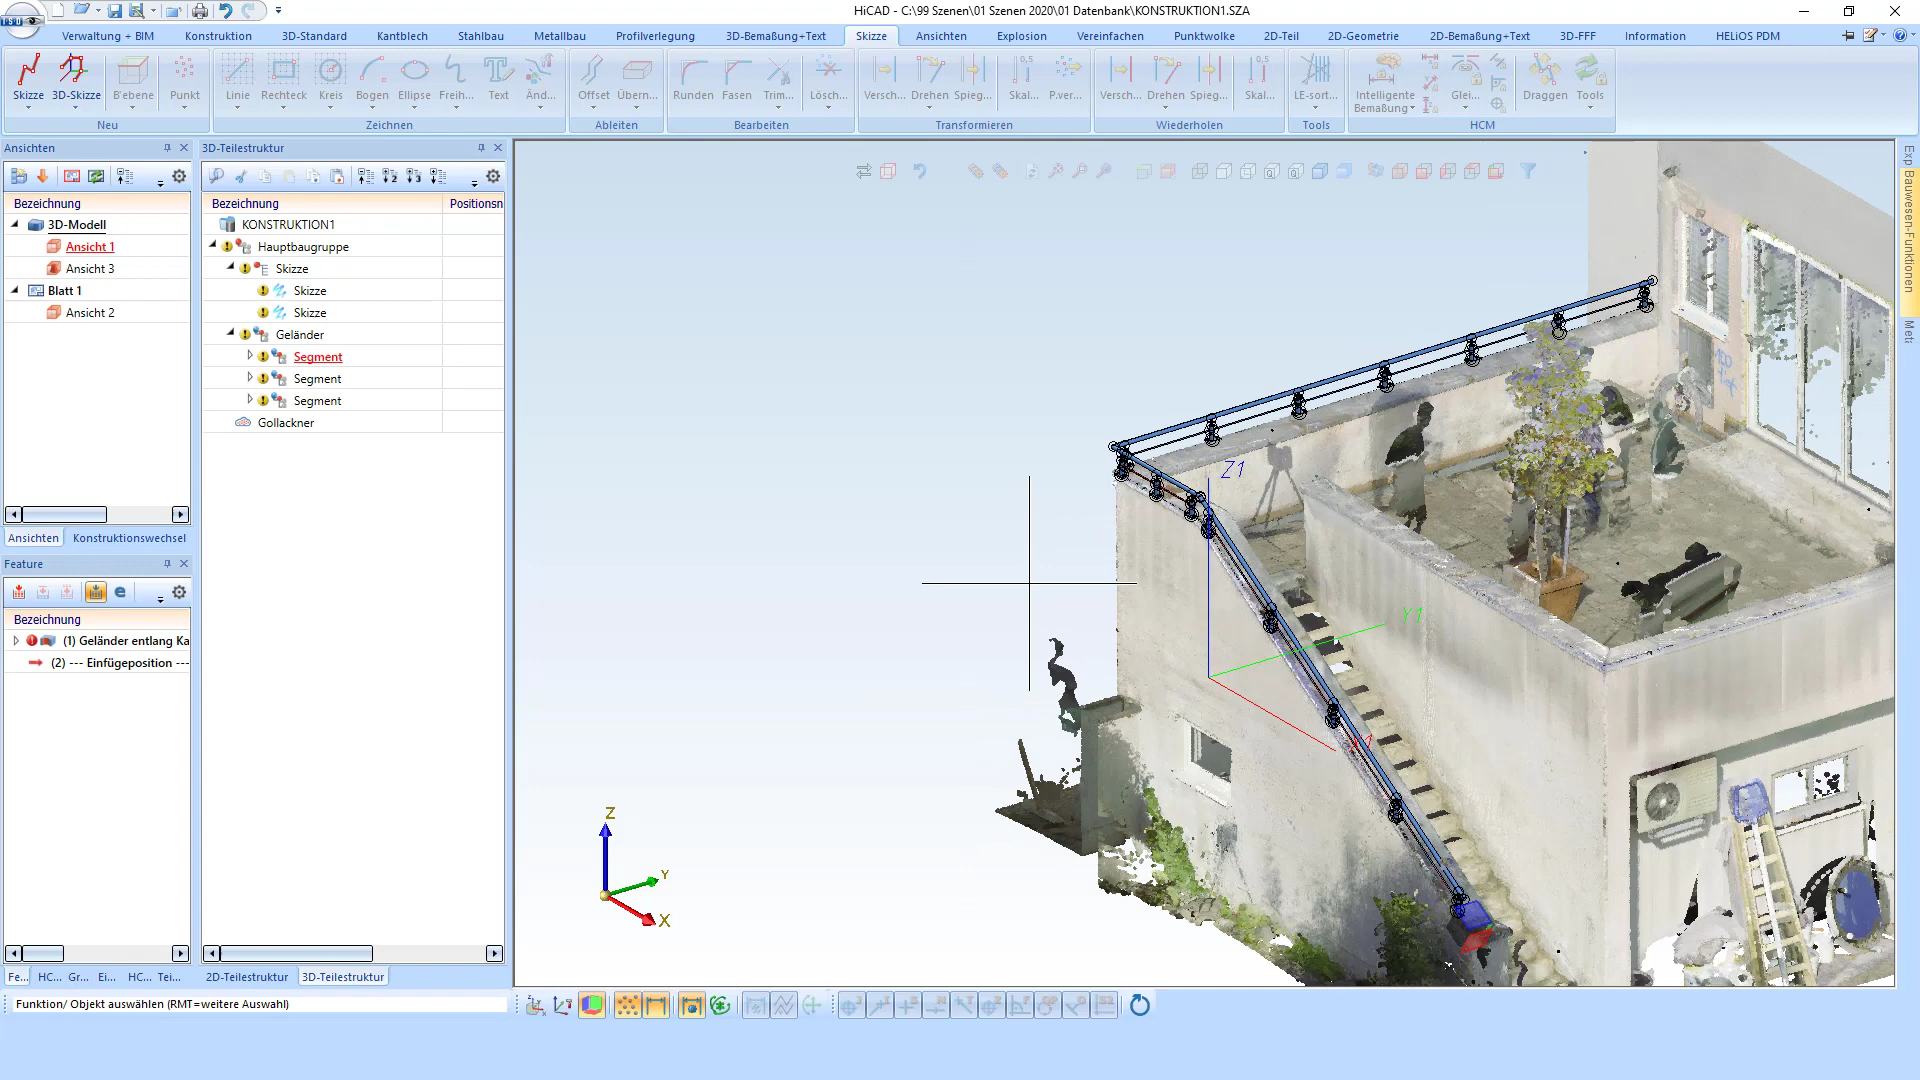 HiCAD - C:\99 Szenen\01 Szenen 2020\01 Datenbank\KONSTRUKTION1.SZA
ISD
Verwaltung + BIM Konstruktion 3D-Standard Kantblech Stahlbau Metallbau Profilverlegung 3D-Bemaßung+Text Skizze Ansichten Explosion Vereinfachen Punktwolke 2D-Teil 2D-Geometrie 2D-Bemaßung+Text 3D-FFF Information HELiOS PDM
Skizze 3D-Skizze B'ebene Punkt Linie Rechteck Kreis Bogen Ellipse Freih... Text Änd... Offset Übern... Runden Fasen Trim... Lösch... Versch... Drehen Spieg... Skal... P.ver... Versch... Drehen Spieg... Skal... LE-sort... Intelligente Bemaßung Glei... Draggen Tools
Neu Zeichnen Ableiten Bearbeiten Transformieren Wiederholen Tools HCM
Ansichten
Bezeichnung
3D-Modell
Ansicht 1
Ansicht 3
Blatt 1
Ansicht 2
Ansichten Konstruktionswechsel
Feature
Bezeichnung
(1) Geländer entlang Ka
(2) --- Einfügeposition ---
Fe... HC... Gr... Ei... HC... Tei...
3D-Teilestruktur
Bezeichnung Positionsn
KONSTRUKTION1
Hauptbaugruppe
Skizze
Skizze
Skizze
Geländer
Segment
Segment
Segment
Gollackner
2D-Teilestruktur 3D-Teilestruktur
Z1
Y1
Z
Y
X
Bauwesen-Funktionen
Funktion/ Objekt auswählen (RMT=weitere Auswahl)